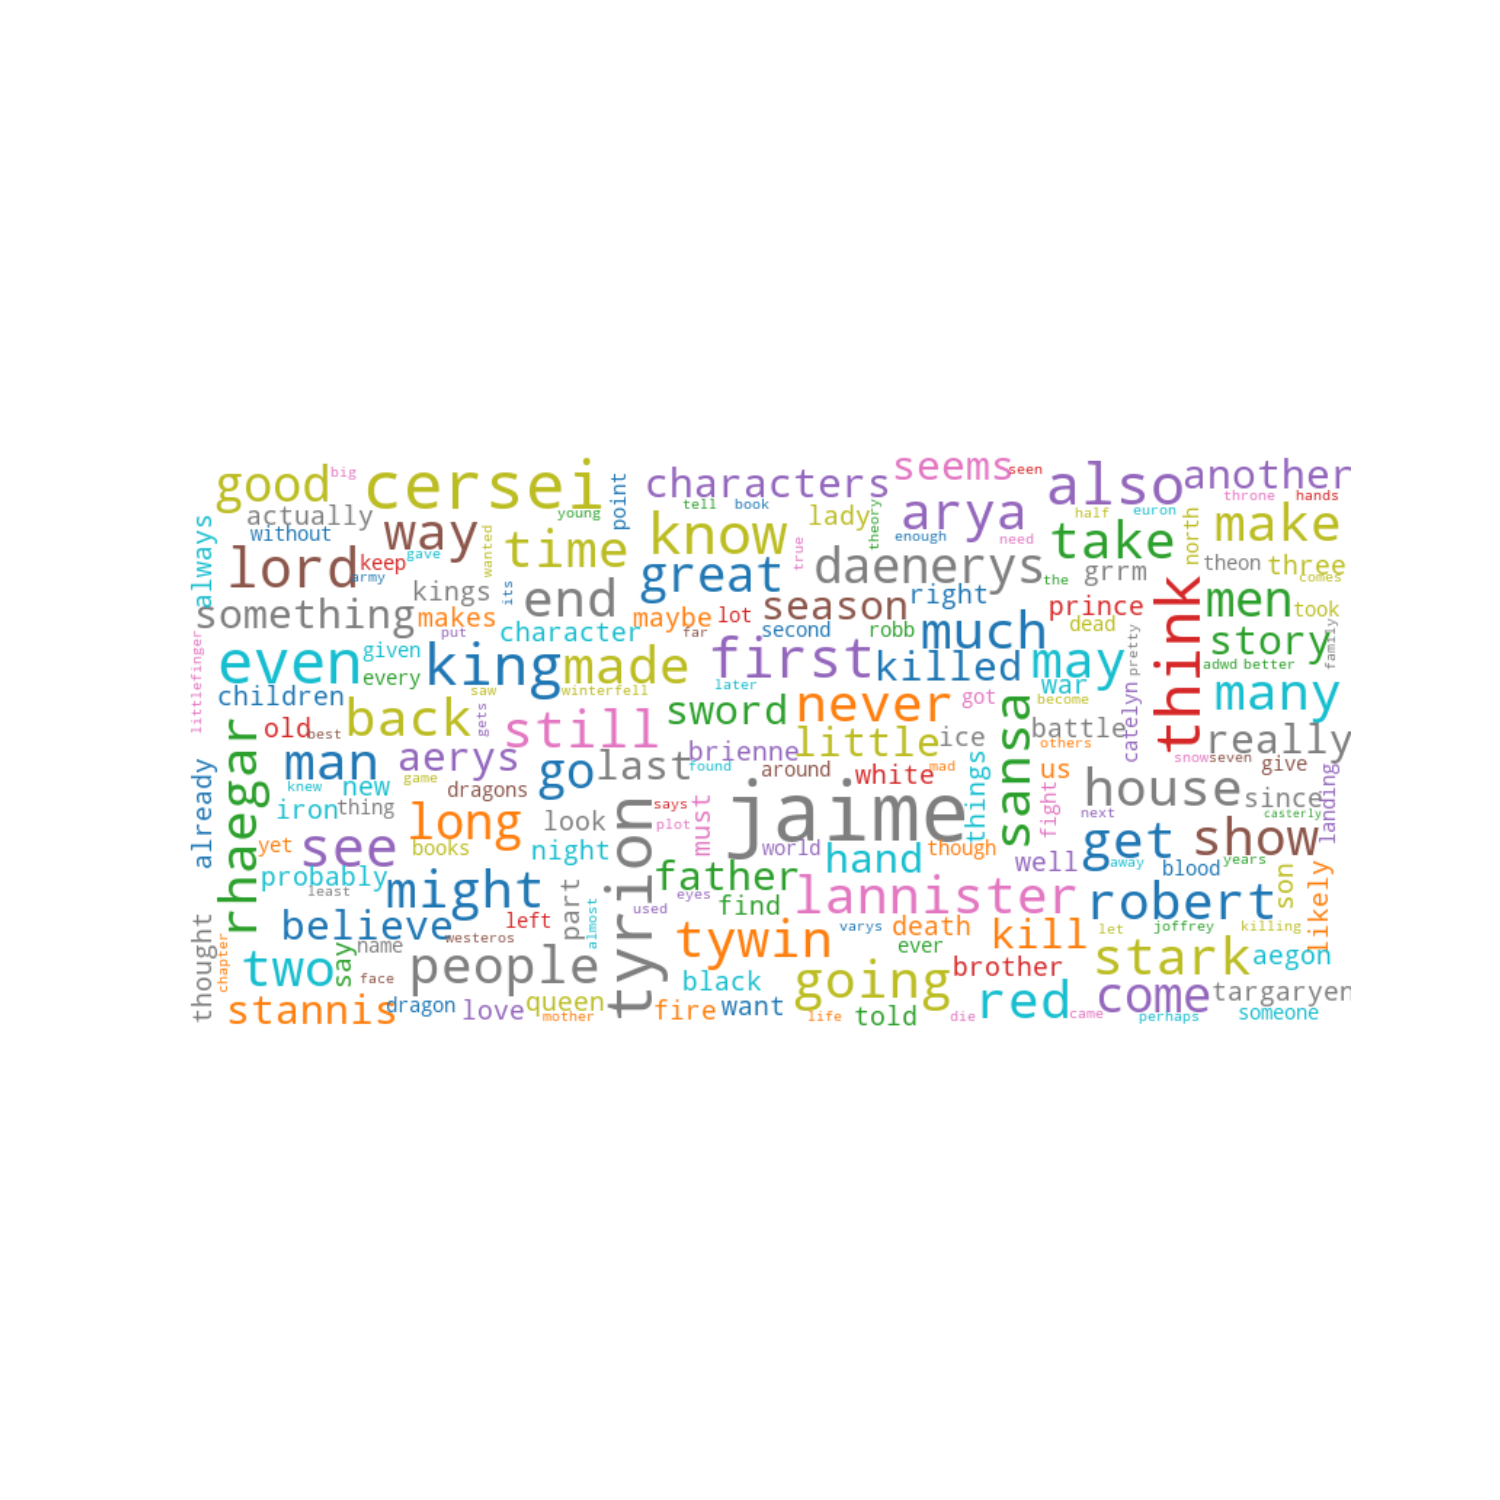 good
big
cersei
young
point
characters
tell
book
seems
seen
also
another
throne
hands
actually
without
way
wanted
time
know
lady
theory
arya
enough
need
half
euron
take
north
make
always
lord
keep
gave
army
kings
its
end
great
true
daenerys
the
grrm
think
theon
three
comes
something
makes
put
character
maybe
lot
far
season
second
robb
right
much
prince
dead
men
took
story
family
littlefinger
even
given
every
king
made
winterfell
saw
first
later
killed
may
war
pretty
adwd
better
children
old
best
back
gets
still
sword
never
got
sansa
become
battle
others
catelyn
many
really
rhaegar
man
aerys
game
go
last
brienne
found
little
ice
around
white
mad
things
us
snow
seven
give
already
knew
new
dragons
iron
thing
long
look
tyrion
says
plot
must
jaime
fight
house
next
since
casterly
landing
yet
see
books
night
world
hand
though
well
get
away
show
blood
years
probably
least
might
part
father
eyes
find
used
lannister
robert
son
likely
thought
chapter
believe
left
almost
westeros
tywin
varys
death
ever
kill
let
joffrey
killing
two
say
name
face
people
black
going
brother
stark
aegon
stannis
dragon
love
queen
mother
fire
want
life
told
die
red
came
come
perhaps
targaryen
someone